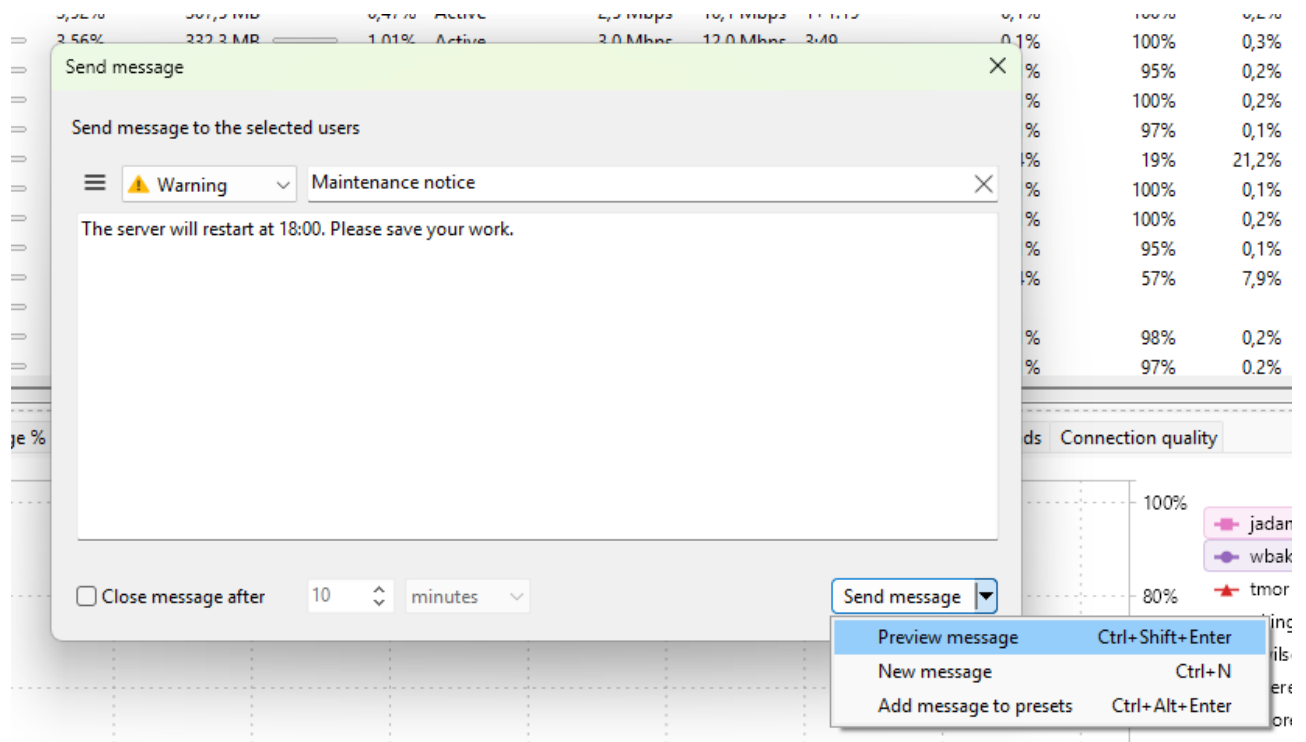 3,56% 332,3 MB 1,01% Active 3,0 Mbps 12,0 Mbps 3:49 0,1% 100% 0,3%
Send message
% 95% 0,2%
% 100% 0,2%
Send message to the selected users
% 97% 0,1%
% 19% 21,2%
Warning Maintenance notice
% 100% 0,1%
% 100% 0,2%
The server will restart at 18:00. Please save your work.
% 95% 0,1%
% 57% 7,9%
% 98% 0,2%
% 97% 0,2%
% Connection quality
100%
jadam
wbak
Close message after 10 minutes Send message 80% tmor
Preview message Ctrl+Shift+Enter
New message Ctrl+N
Add message to presets Ctrl+Alt+Enter